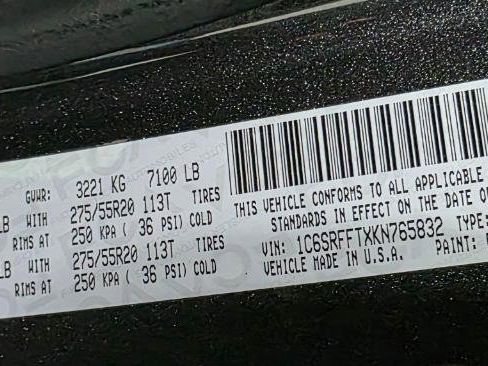 GVWR: 3221 KG 7100 LB
LB WITH 275/55R20 113T TIRES
RIMS AT 250 KPA ( 36 PSI) COLD
LB WITH 275/55R20 113T TIRES
RIMS AT 250 KPA ( 36 PSI) COLD
THIS VEHICLE CONFORMS TO ALL APPLICABLE
STANDARDS IN EFFECT ON THE DATE O
VIN: 1C6SRFFTXKN765832 TYPE:
VEHICLE MADE IN U.S.A. PAINT: